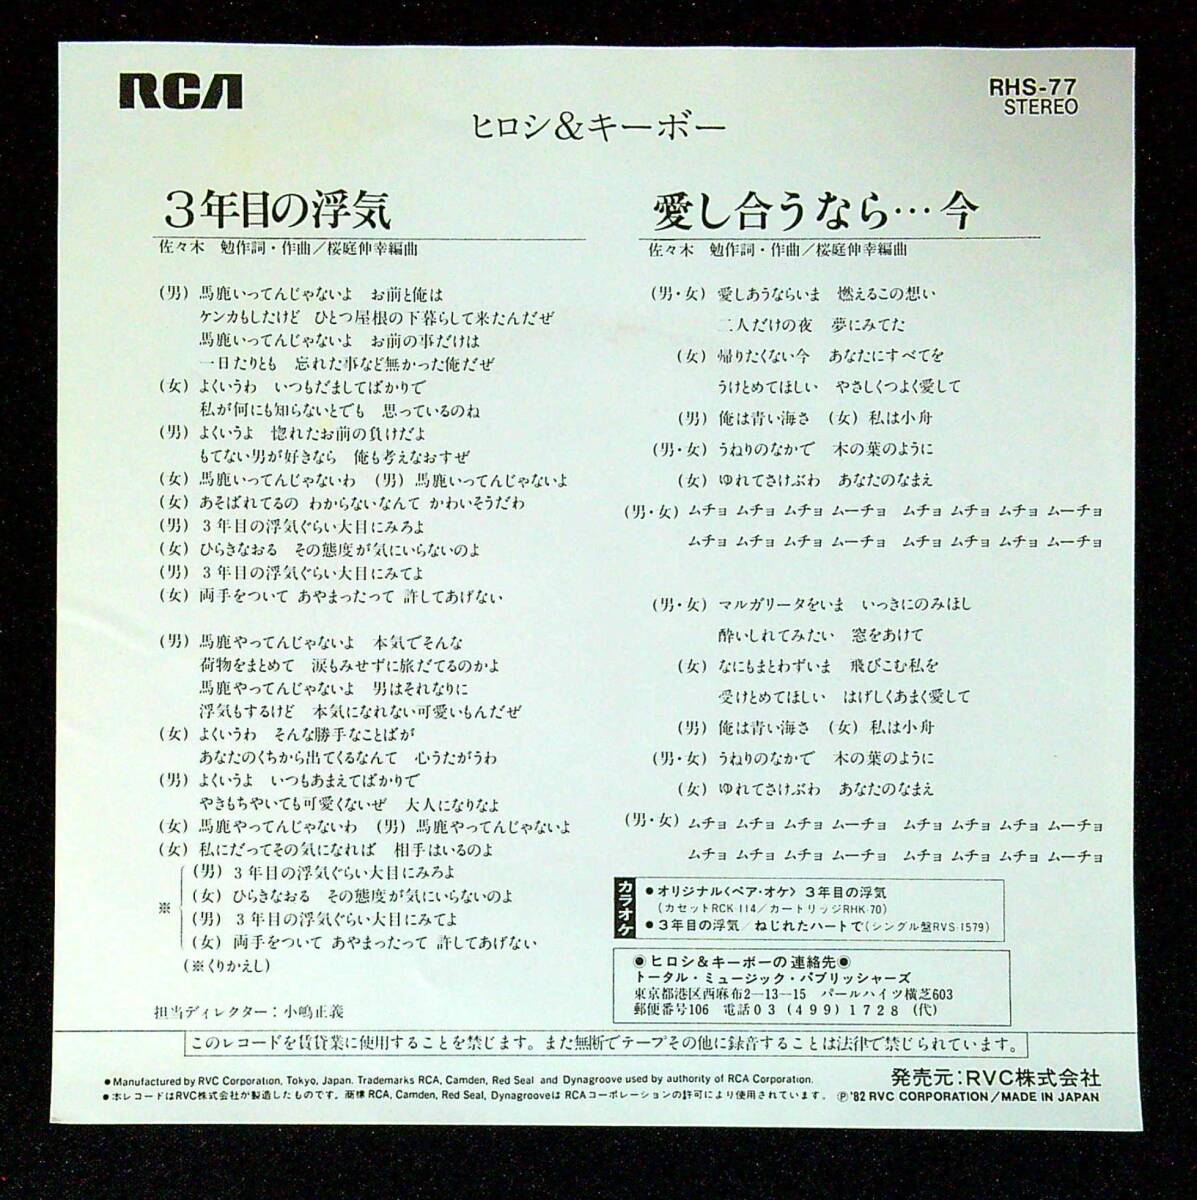 RCA
RHS-77
STEREO
ヒロシ&キーボー
3年目の浮気
佐々木 勉作詞・作曲／桜庭伸幸編曲
(男) 馬鹿いってんじゃないよ お前と俺は
ケンカもしたけど ひとつ屋根の下暮らして来たんだぜ
馬鹿いってんじゃないよ お前の事だけは
一日たりとも 忘れた事など無かった俺だぜ
(女) よくいうわ いつもだましてばかりで
私が何にも知らないとでも 思っているのね
(男) よくいうよ 惚れたお前の負けだよ
もてない男が好きなら 俺も考えなおすぜ
(女) 馬鹿いってんじゃないわ (男) 馬鹿いってんじゃないよ
(女) あそばれてるの わからないなんて かわいそうだわ
(男) 3年目の浮気ぐらい大目にみろよ
(女) ひらきなおる その態度が気にいらないのよ
(男) 3年目の浮気ぐらい大目にみてよ
(女) 両手をついて あやまったって 許してあげない
(男) 馬鹿やってんじゃないよ 本気でそんな
荷物をまとめて 涙もみせずに旅だてるのかよ
馬鹿やってんじゃないよ 男はそれなりに
浮気もするけど 本気になれない可愛いもんだぜ
(女) よくいうわ そんな勝手なことばが
あなたのくちから出てくるなんて 心うたがうわ
(男) よくいうよ いつもあまえてばかりで
やきもちやいても可愛くないぜ 大人になりなよ
(女) 馬鹿やってんじゃないわ (男) 馬鹿やってんじゃないよ
(女) 私にだってその気になれば 相手はいるのよ
(男) 3年目の浮気ぐらい大目にみろよ
(女) ひらきなおる その態度が気にいらないのよ
※
(男) 3年目の浮気ぐらい大目にみてよ
(女) 両手をついて あやまったって 許してあげない
(※くりかえし)
担当ディレクター：小嶋正義
愛し合うなら…今
佐々木 勉作詞・作曲／桜庭伸幸編曲
(男・女) 愛しあうならいま 燃えるこの想い
二人だけの夜 夢にみてた
(女) 帰りたくない今 あなたにすべてを
うけとめてほしい やさしくつよく愛して
(男) 俺は青い海さ (女) 私は小舟
(男・女) うねりのなかで 木の葉のように
(女) ゆれてさけぶわ あなたのなまえ
(男・女) ムチョ ムチョ ムチョ ムーチョ ムチョ ムチョ ムチョ ムーチョ
ムチョ ムチョ ムチョ ムーチョ ムチョ ムチョ ムチョ ムーチョ
(男・女) マルガリータをいま いっきにのみほし
酔いしれてみたい 窓をあけて
(女) なにもまとわずいま 飛びこむ私を
受けとめてほしい はげしくあまく愛して
(男) 俺は青い海さ (女) 私は小舟
(男・女) うねりのなかで 木の葉のように
(女) ゆれてさけぶわ あなたのなまえ
(男・女) ムチョ ムチョ ムチョ ムーチョ ムチョ ムチョ ムチョ ムーチョ
ムチョ ムチョ ムチョ ムーチョ ムチョ ムチョ ムチョ ムーチョ
カラオケ
●オリジナル〈ペア・オケ〉3年目の浮気
(カセットRCK-114／カートリッジRHK-70)
●3年目の浮気／ねじれたハートで(シングル盤RVS-1579)
◉ヒロシ&キーボーの連絡先◉
トータル・ミュージック・パブリッシャーズ
東京都港区西麻布2―13―15 パールハイツ横芝603
郵便番号106 電話03(499)1728(代)
このレコードを賃貸業に使用することを禁じます。また無断でテープその他に録音することは法律で禁じられています。
●Manufactured by RVC Corporation, Tokyo, Japan. Trademarks RCA, Camden, Red Seal and Dynagroove used by authority of RCA Corporation.
●本レコードはRVC株式会社が製造したものです。商標RCA, Camden, Red Seal, DynagrooveはRCAコーポレーションの許可により使用されています。
発売元：RVC株式会社
Ⓟ'82 RVC CORPORATION／MADE IN JAPAN